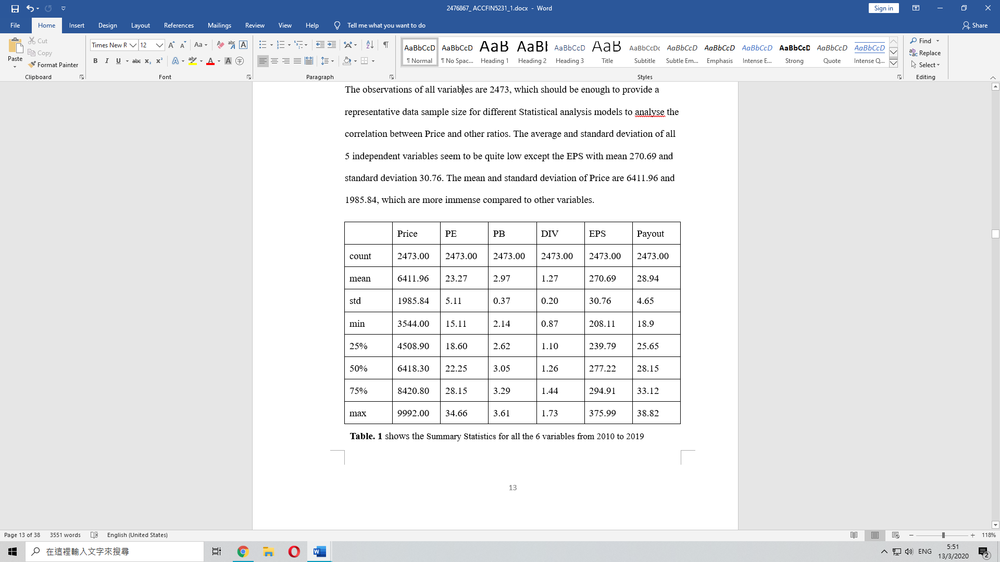 2476867_ ACCFIN5231_1.docx - Word
Sign in
File Home Insert Design Layout References Mailings Review View Help Tell me what you want to do Share
Paste
Cut
Copy
Format Painter
Clipboard
Times New R 12
Font
Paragraph
AaBbCcD AaBbCcD AaB AaB AaBbCcD AaB AaBbCcD AaBbCcD AaBbCcD AaBbCcD AaBbCcD AaBbCcD AaBbCcD
¶ Normal ¶ No Spac... Heading 1 Heading 2 Heading 3 Title Subtitle Subtle Em... Emphasis Intense E... Strong Quote Intense Q...
Styles
Find
Replace
Select
Editing
The observations of all variables are 2473, which should be enough to provide a
representative data sample size for different Statistical analysis models to analyse the
correlation between Price and other ratios. The average and standard deviation of all
5 independent variables seem to be quite low except the EPS with mean 270.69 and
standard deviation 30.76. The mean and standard deviation of Price are 6411.96 and
1985.84, which are more immense compared to other variables.
Price PE PB DIV EPS Payout
count 2473.00 2473.00 2473.00 2473.00 2473.00 2473.00
mean 6411.96 23.27 2.97 1.27 270.69 28.94
std 1985.84 5.11 0.37 0.20 30.76 4.65
min 3544.00 15.11 2.14 0.87 208.11 18.9
25% 4508.90 18.60 2.62 1.10 239.79 25.65
50% 6418.30 22.25 3.05 1.26 277.22 28.15
75% 8420.80 28.15 3.29 1.44 294.91 33.12
max 9992.00 34.66 3.61 1.73 375.99 38.82
Table. 1 shows the Summary Statistics for all the 6 variables from 2010 to 2019
13
Page 13 of 38 3551 words English (United States) 118%
在這裡輸入文字來搜尋
ENG
5:51
13/3/2020
2